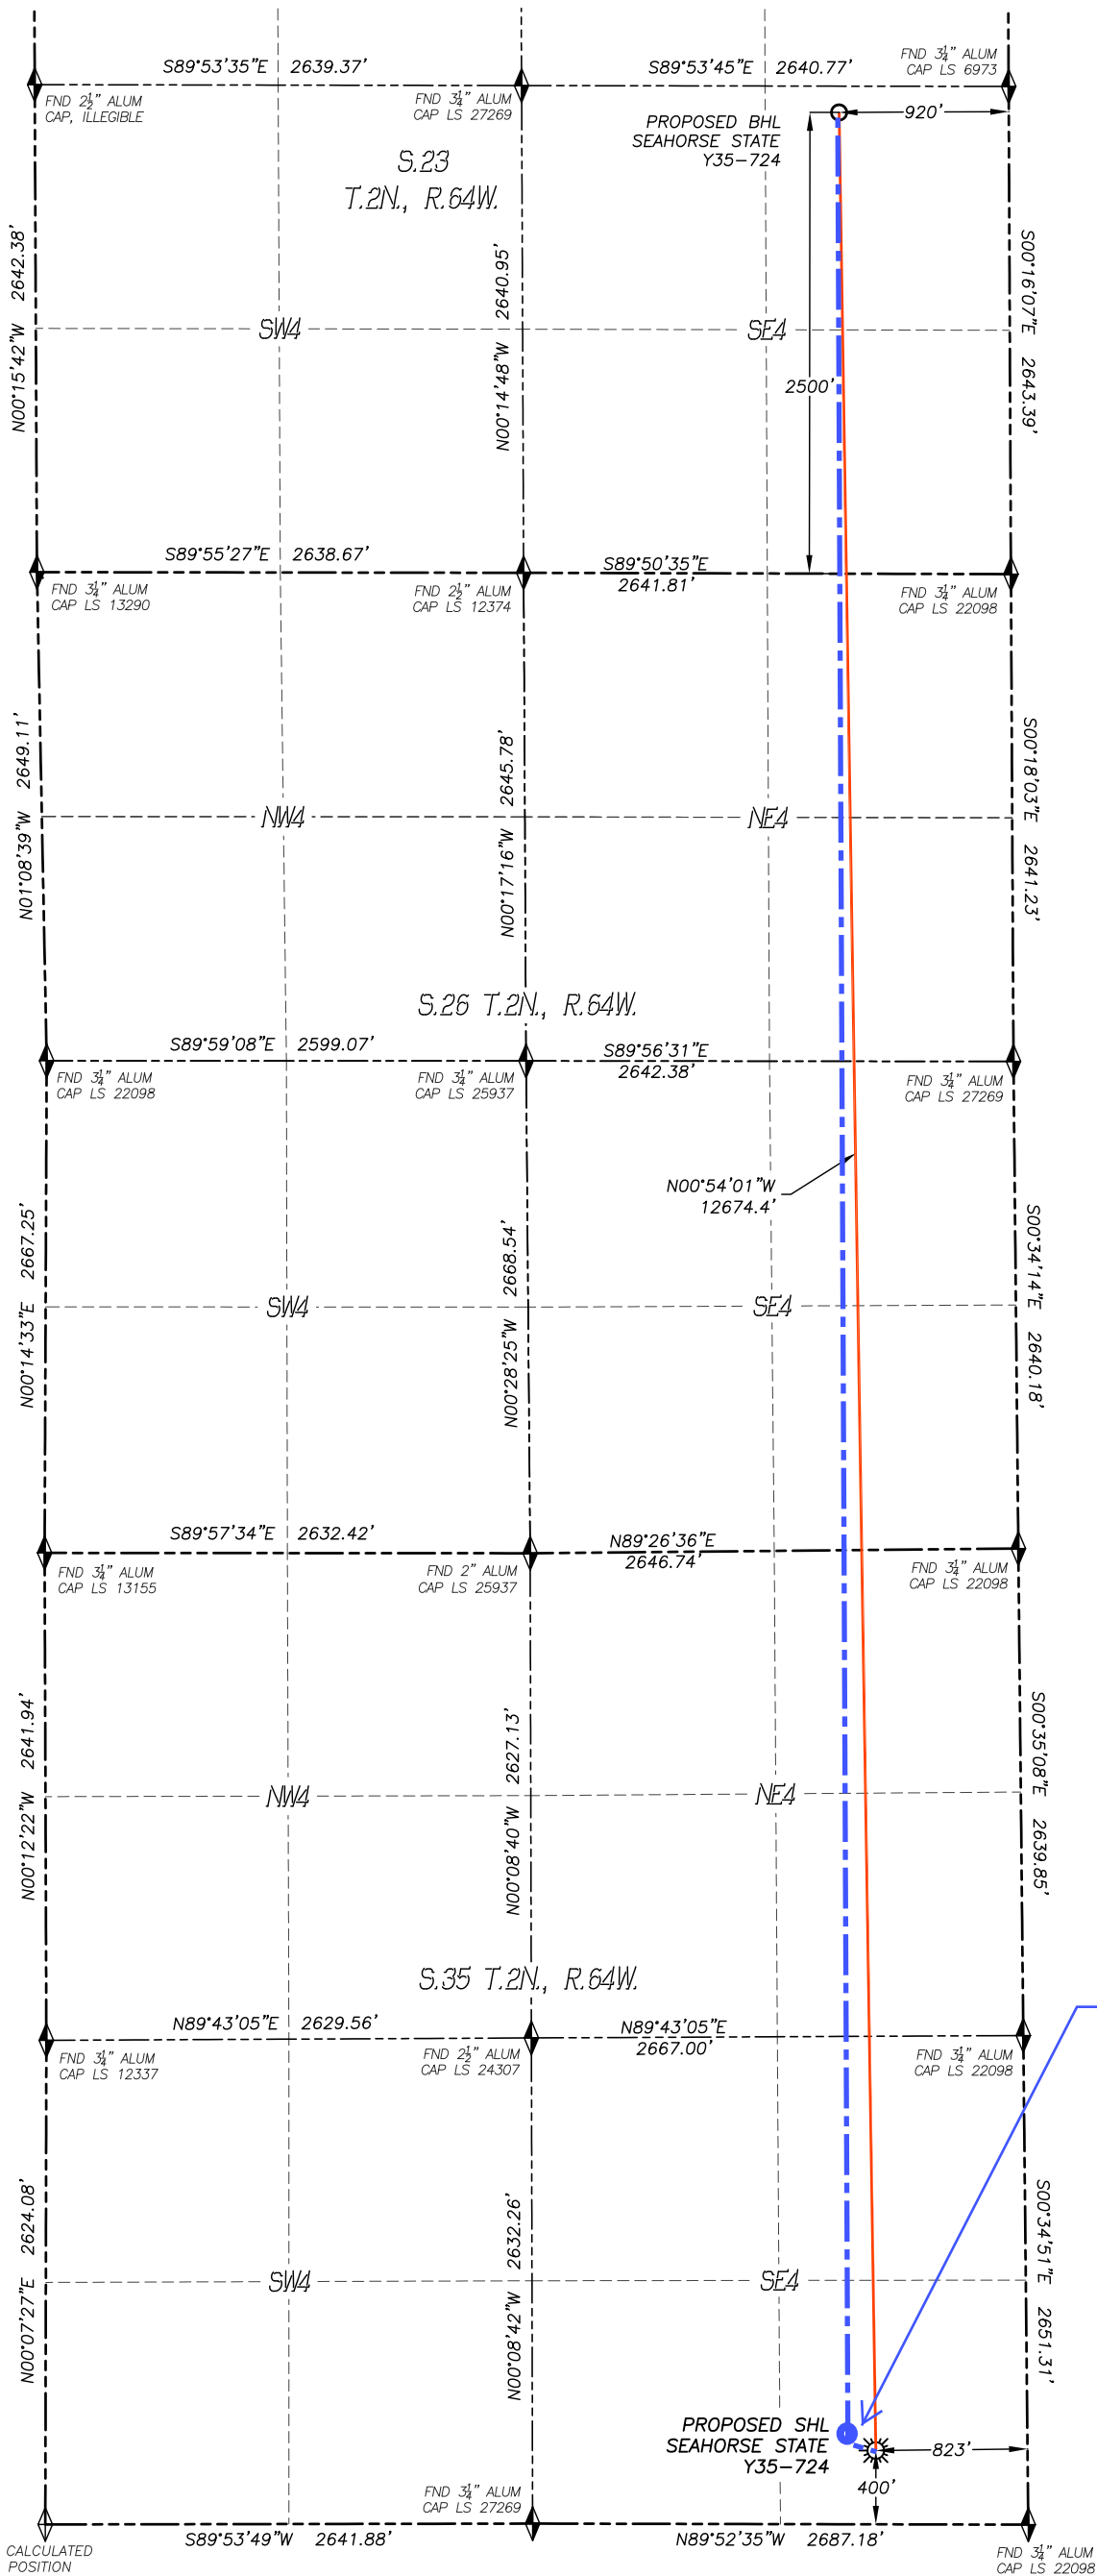 S89°53'35"E 2639.37'
S89°53'45"E 2640.77'
FND 3¼" ALUM
CAP LS 6973
FND 2½" ALUM
CAP, ILLEGIBLE
FND 3¼" ALUM
CAP LS 27269
PROPOSED BHL
SEAHORSE STATE
Y35-724
920'
S.23
T.2N., R.64W.
N00°15'42"W 2642.38'
N00°14'48"W 2640.95'
S00°16'07"E 2643.39'
SW4
SE4
2500'
S89°55'27"E 2638.67'
S89°50'35"E
2641.81'
FND 3¼" ALUM
CAP LS 13290
FND 2½" ALUM
CAP LS 12374
FND 3¼" ALUM
CAP LS 22098
N01°08'39"W 2649.11'
N00°17'16"W 2645.78'
S00°18'03"E 2641.23'
NW4
NE4
S.26 T.2N., R.64W.
S89°59'08"E 2599.07'
S89°56'31"E
2642.38'
FND 3¼" ALUM
CAP LS 22098
FND 3¼" ALUM
CAP LS 25937
FND 3¼" ALUM
CAP LS 27269
N00°54'01"W
12674.4'
N00°14'33"E 2667.25'
N00°28'25"W 2668.54'
S00°34'14"E 2640.18'
SW4
SE4
S89°57'34"E 2632.42'
N89°26'36"E
2646.74'
FND 3¼" ALUM
CAP LS 13155
FND 2" ALUM
CAP LS 25937
FND 3¼" ALUM
CAP LS 22098
N00°12'22"W 2641.94'
N00°08'40"W 2627.13'
S00°35'08"E 2639.85'
NW4
NE4
S.35 T.2N., R.64W.
N89°43'05"E 2629.56'
N89°43'05"E
2667.00'
FND 3¼" ALUM
CAP LS 12337
FND 2½" ALUM
CAP LS 24307
FND 3¼" ALUM
CAP LS 22098
N00°07'27"E 2624.08'
N00°08'42"W 2632.26'
S00°34'51"E 2651.31'
SW4
SE4
PROPOSED SHL
SEAHORSE STATE
Y35-724
823'
400'
FND 3¼" ALUM
CAP LS 27269
S89°53'49"W 2641.88'
N89°52'35"W 2687.18'
CALCULATED
POSITION
FND 3¼" ALUM
CAP LS 22098